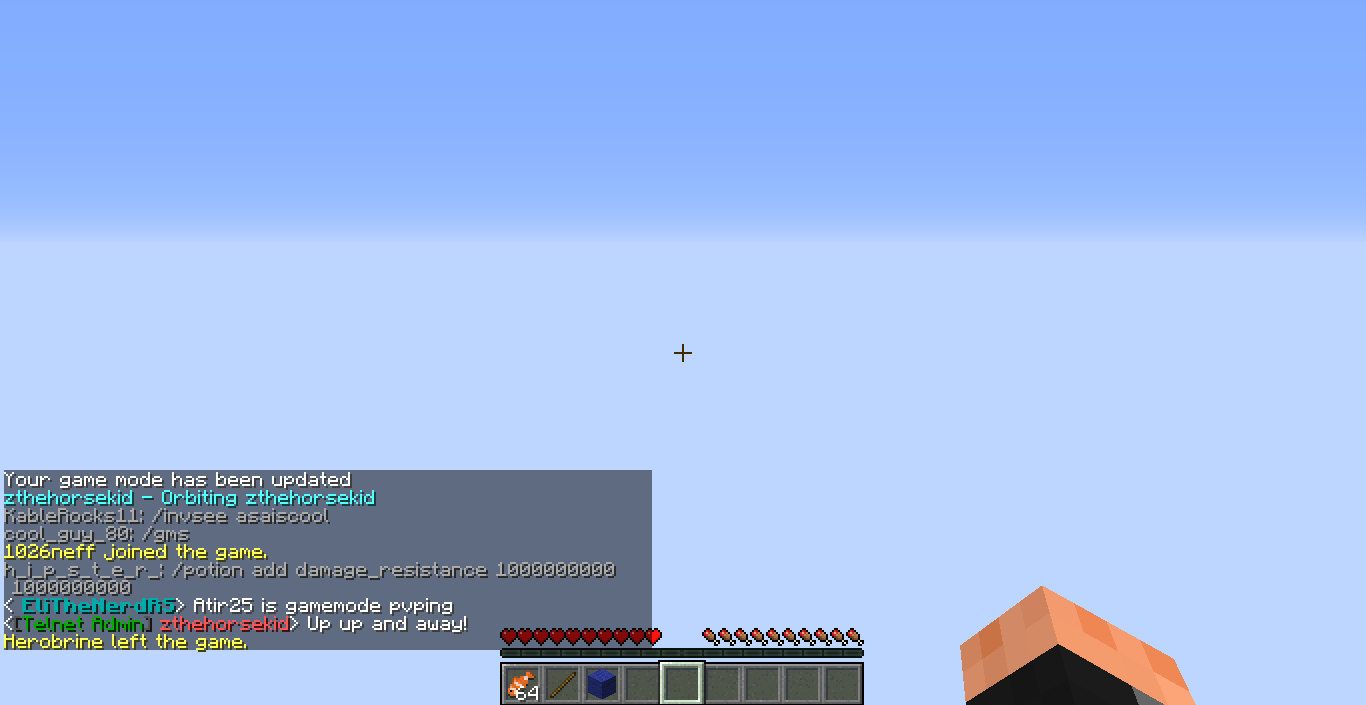 Your game mode has been updated
zthehorsekid - Orbiting zthehorsekid
KableRocks11: /invsee asaiscool
cool_guy_80: /gms
1026neff joined the game.
h_i_p_s_t_e_r_: /potion add damage_resistance 1000000000
1000000000
< EliTheNerdRS> Atir25 is gamemode pvping
<[Telnet Admin] zthehorsekid> Up up and away!
Herobrine left the game.
64